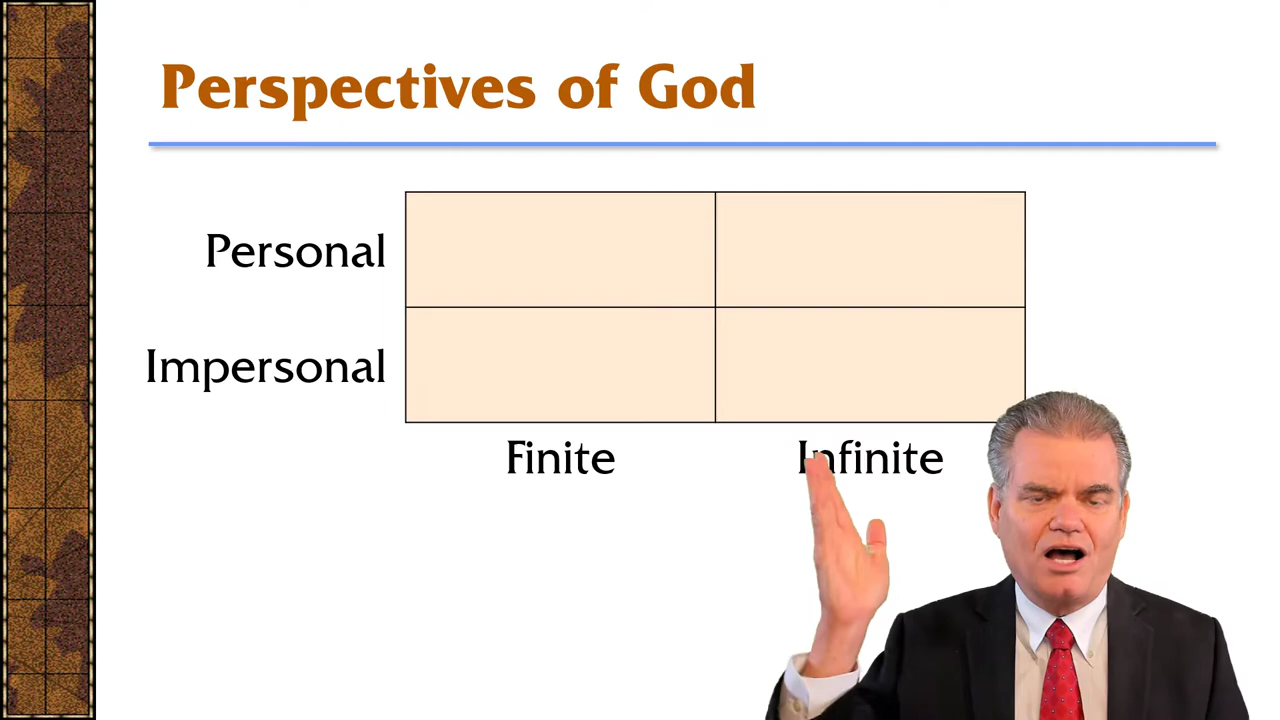 Perspectives of God
Personal
Impersonal
Finite
Infinite